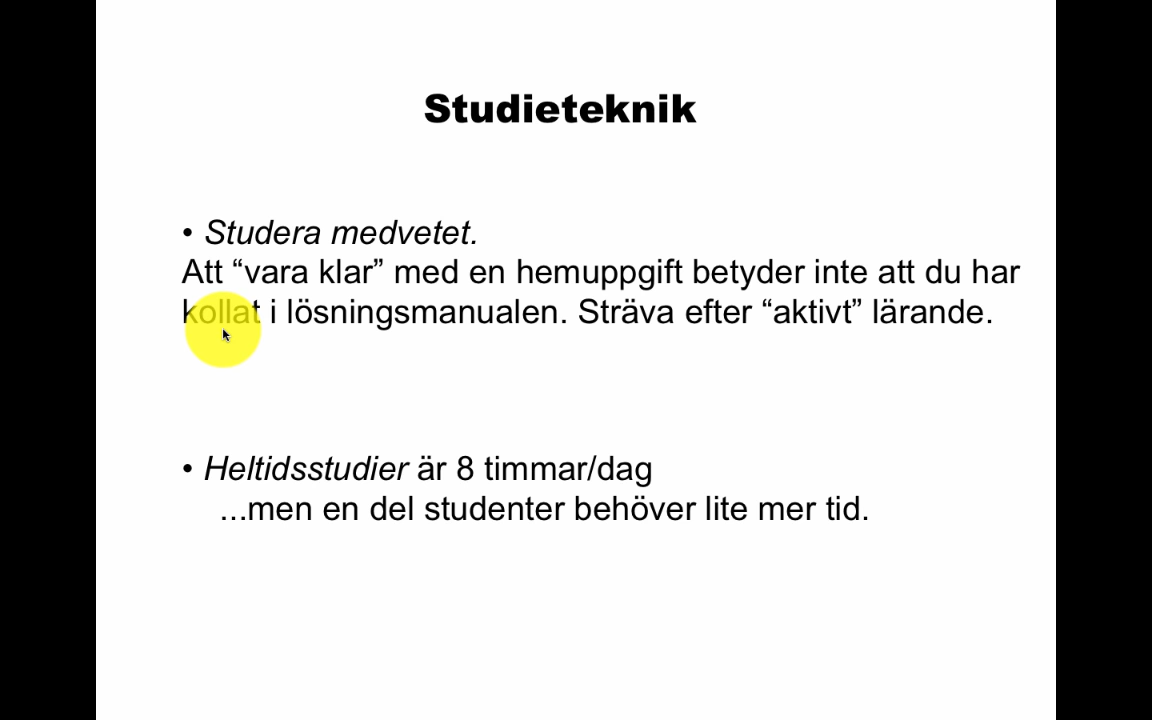 Studieteknik
• Studera medvetet.
Att “vara klar” med en hemuppgift betyder inte att du har
kollat i lösningsmanualen. Sträva efter “aktivt” lärande.
• Heltidsstudier är 8 timmar/dag
...men en del studenter behöver lite mer tid.